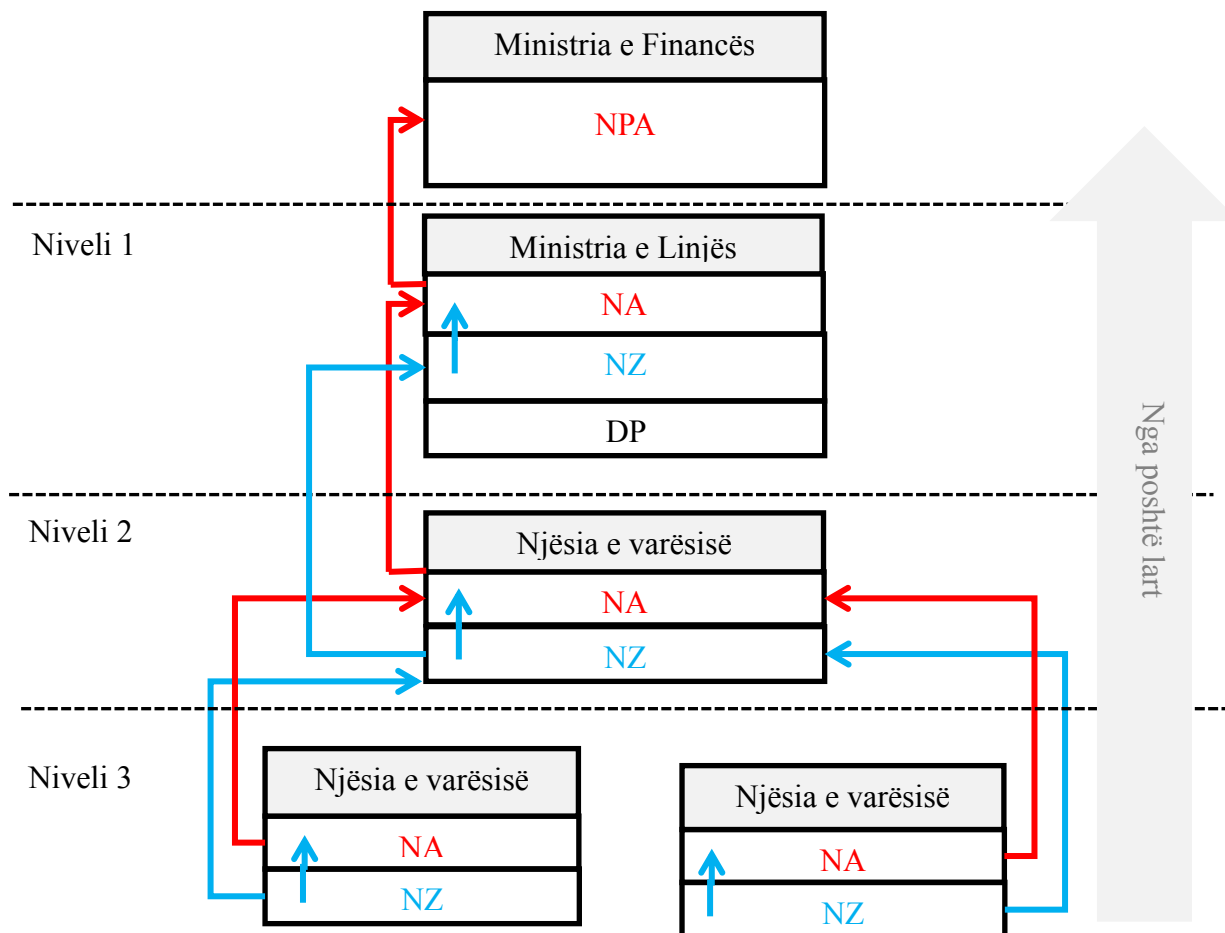 Ministria e Financës
NPA
Niveli 1
Ministria e Linjës
NA
NZ
DP
Nga poshtë lart
Niveli 2
Njësia e varësisë
NA
NZ
Niveli 3
Njësia e varësisë
NA
NZ
Njësia e varësisë
NA
NZ